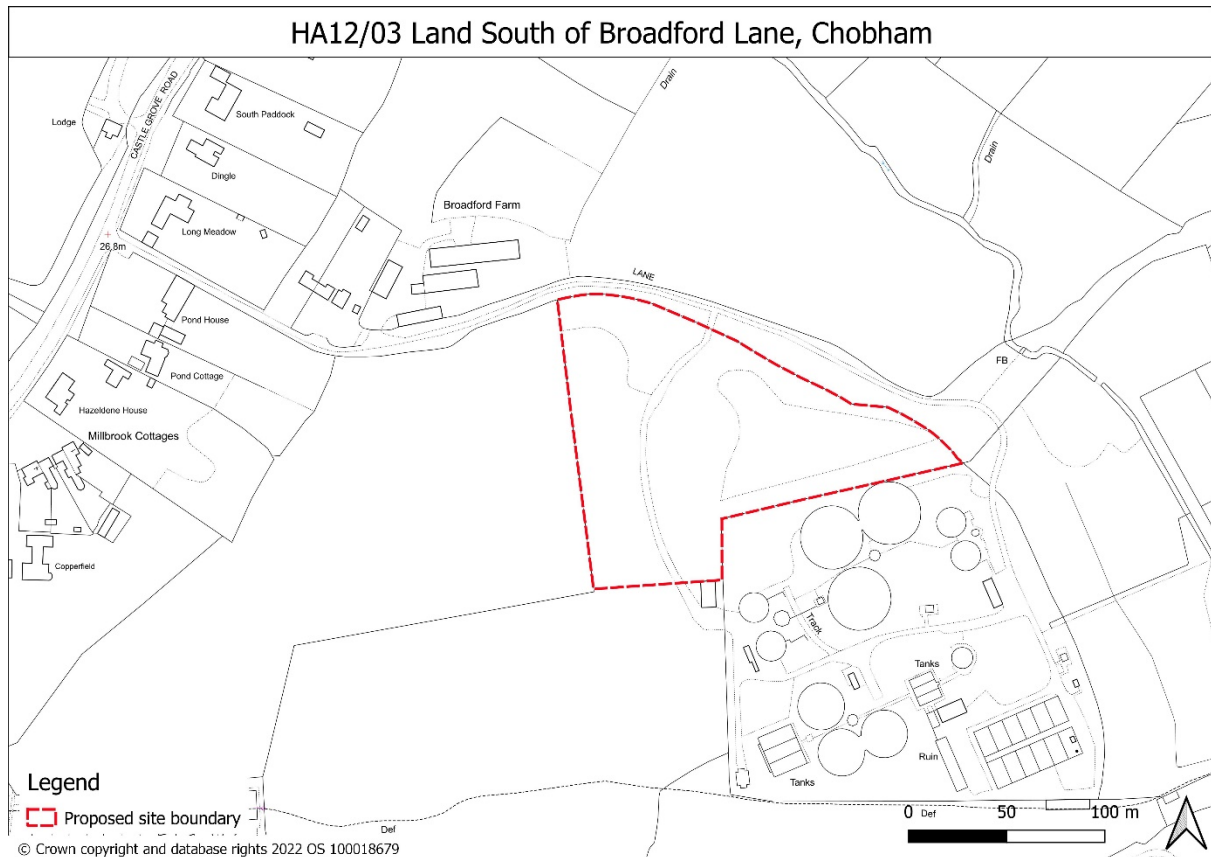 HA12/03 Land South of Broadford Lane, Chobham
Drain
CASTLE GROVE ROAD
South Paddock
Lodge
Drain
Dingle
Broadford Farm
Long Meadow
26.8m
LANE
Pond House
FB
Pond Cottage
Hazeldene House
Millbrook Cottages
Copperfield
Track
Tanks
Ruin
Tanks
Legend
Proposed site boundary
0 Def 50 100 m
Def
© Crown copyright and database rights 2022 OS 100018679